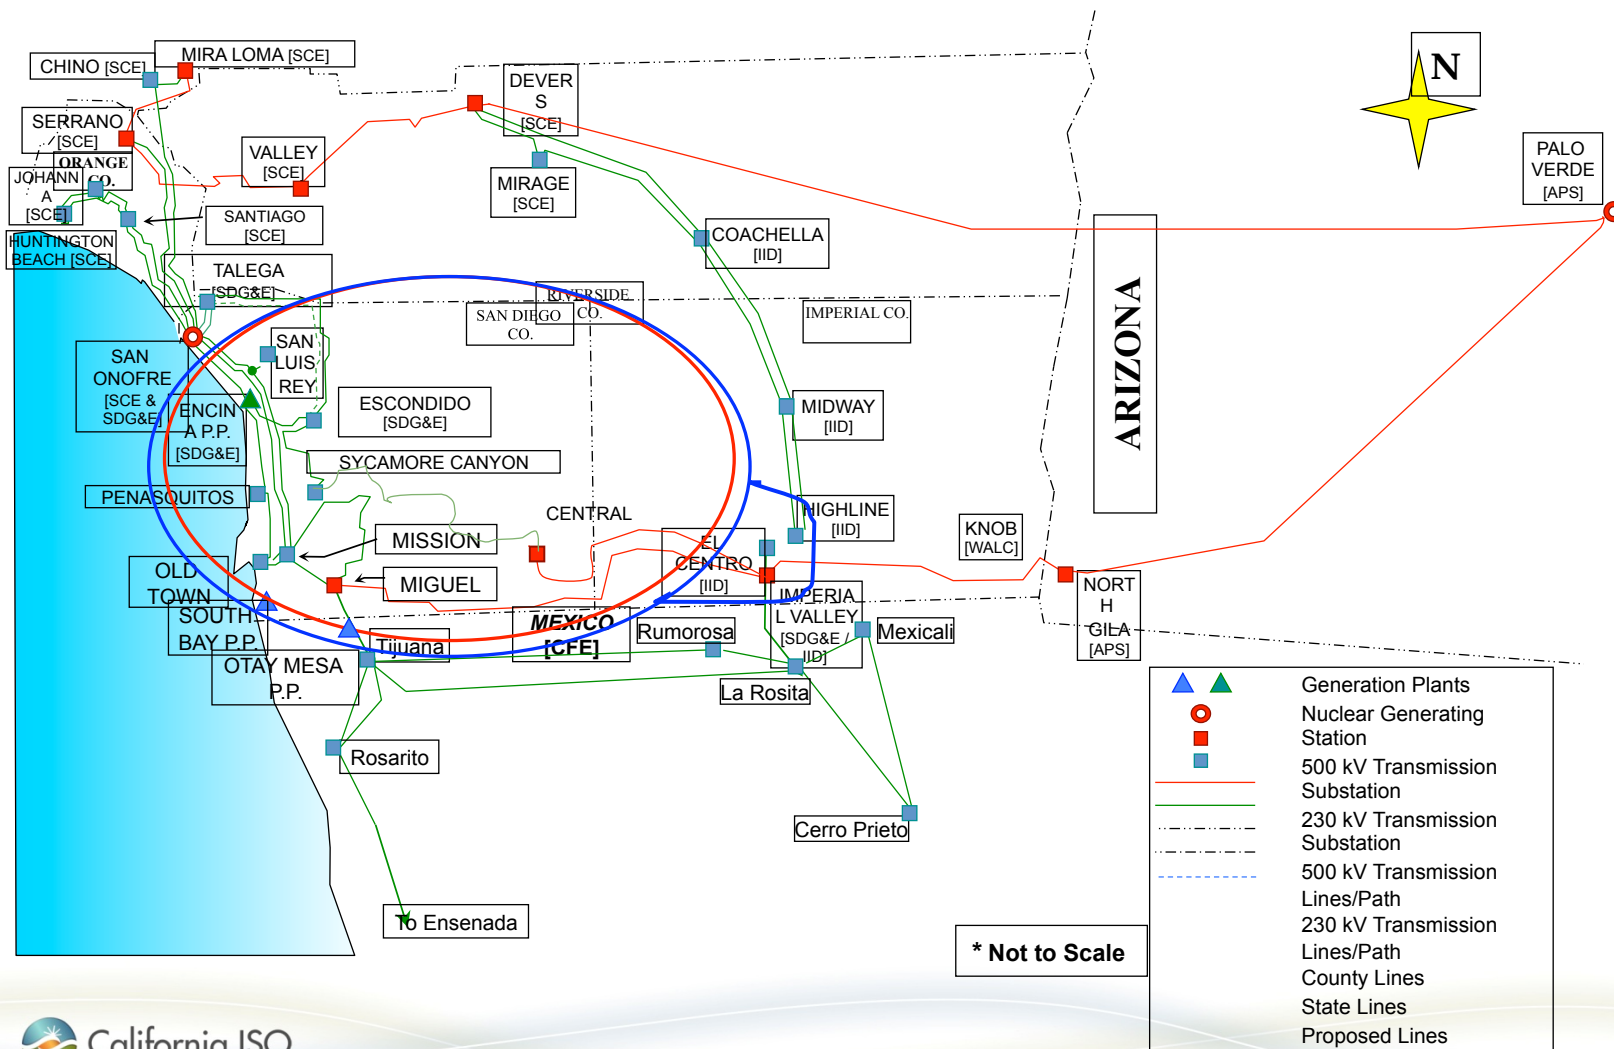 MIRA LOMA [SCE]
CHINO [SCE]
DEVER
S
[SCE]
N
SERRANO
[SCE]
VALLEY
[SCE]
PALO
VERDE
[APS]
ORANGE
CO.
JOHANN
A
[SCE]
MIRAGE
[SCE]
SANTIAGO
[SCE]
HUNTINGTON
BEACH [SCE]
COACHELLA
[IID]
TALEGA
[SDG&E]
RIVERSIDE
CO.
SAN DIEGO
CO.
IMPERIAL CO.
ARIZONA
SAN
LUIS
REY
SAN
ONOFRE
[SCE &
SDG&E]
ENCIN
A P.P.
[SDG&E]
ESCONDIDO
[SDG&E]
MIDWAY
[IID]
SYCAMORE CANYON
PENASQUITOS
CENTRAL
HIGHLINE
[IID]
KNOB
[WALC]
MISSION
EL
CENTRO
[IID]
OLD
TOWN
MIGUEL
IMPERIA
L VALLEY
[SDG&E /
IID]
NORT
H
GILA
[APS]
SOUTH
BAY P.P.
MEXICO
[CFE]
Rumorosa
Mexicali
Tijuana
OTAY MESA
P.P.
La Rosita
Rosarito
Cerro Prieto
To Ensenada
* Not to Scale
Generation Plants
Nuclear Generating
Station
500 kV Transmission
Substation
230 kV Transmission
Substation
500 kV Transmission
Lines/Path
230 kV Transmission
Lines/Path
County Lines
State Lines
Proposed Lines
California ISO